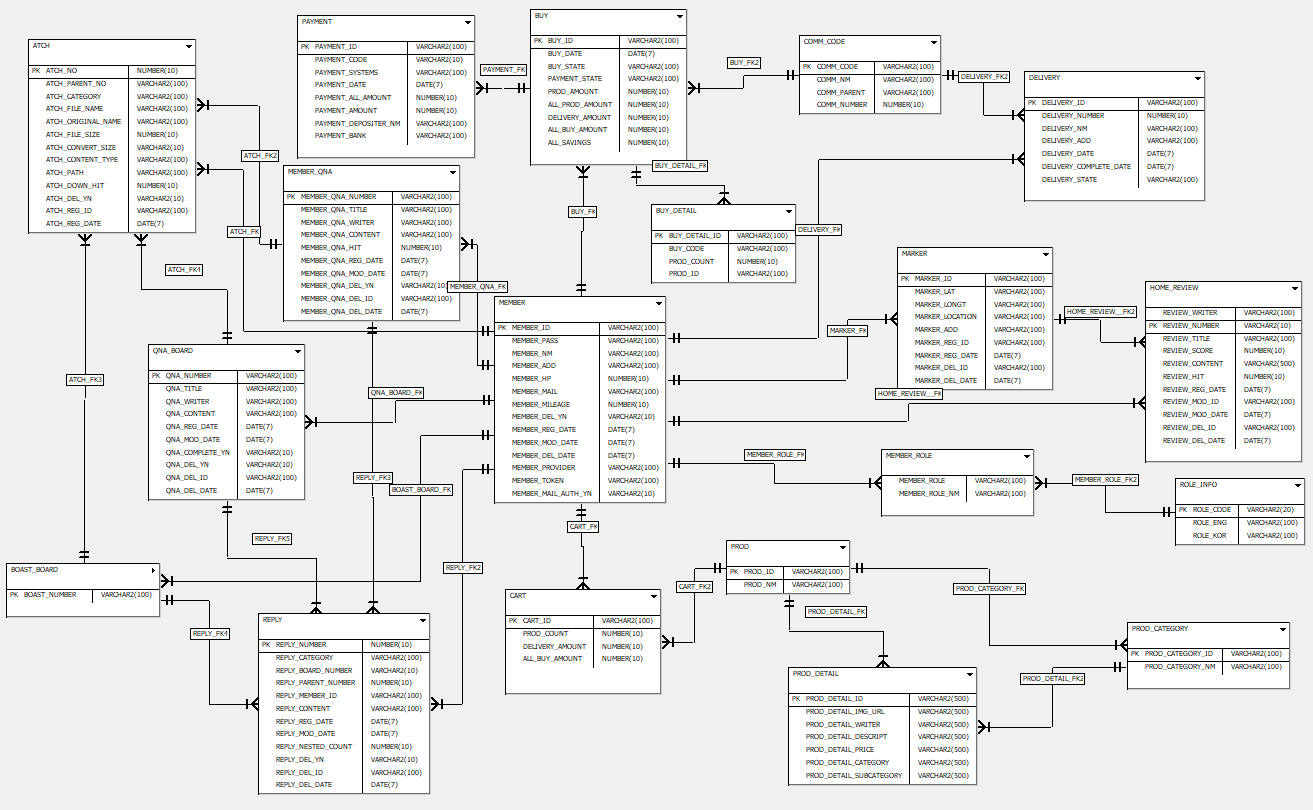 ATCH
PK ATCH_NO NUMBER(10)
ATCH_PARENT_NO VARCHAR2(100)
ATCH_CATEGORY VARCHAR2(100)
ATCH_FILE_NAME VARCHAR2(100)
ATCH_ORIGINAL_NAME VARCHAR2(100)
ATCH_FILE_SIZE NUMBER(10)
ATCH_CONVERT_SIZE VARCHAR2(10)
ATCH_CONTENT_TYPE VARCHAR2(100)
ATCH_PATH VARCHAR2(100)
ATCH_DOWN_HIT NUMBER(10)
ATCH_DEL_YN VARCHAR2(10)
ATCH_REG_ID VARCHAR2(100)
ATCH_REG_DATE DATE(7)
PAYMENT
PK PAYMENT_ID VARCHAR2(100)
PAYMENT_CODE VARCHAR2(10)
PAYMENT_SYSTEMS VARCHAR2(100)
PAYMENT_DATE DATE(7)
PAYMENT_ALL_AMOUNT NUMBER(10)
PAYMENT_AMOUNT NUMBER(10)
PAYMENT_DEPOSITER_NM VARCHAR2(100)
PAYMENT_BANK VARCHAR2(100)
PAYMENT_FK
BUY
PK BUY_ID VARCHAR2(100)
BUY_DATE DATE(7)
BUY_STATE VARCHAR2(100)
PAYMENT_STATE VARCHAR2(100)
PROD_AMOUNT NUMBER(10)
ALL_PROD_AMOUNT NUMBER(10)
DELIVERY_AMOUNT NUMBER(10)
ALL_BUY_AMOUNT NUMBER(10)
ALL_SAVINGS NUMBER(10)
BUY_FK2
COMM_CODE
PK COMM_CODE VARCHAR2(100)
COMM_NM VARCHAR2(100)
COMM_PARENT VARCHAR2(100)
COMM_NUMBER NUMBER(10)
DELIVERY_FK2
DELIVERY
PK DELIVERY_ID VARCHAR2(100)
DELIVERY_NUMBER NUMBER(10)
DELIVERY_NM VARCHAR2(100)
DELIVERY_ADD VARCHAR2(100)
DELIVERY_DATE DATE(7)
DELIVERY_COMPLETE_DATE DATE(7)
DELIVERY_STATE VARCHAR2(100)
ATCH_FK2
ATCH_FK
ATCH_FK4
MEMBER_QNA
PK MEMBER_QNA_NUMBER VARCHAR2(100)
MEMBER_QNA_TITLE VARCHAR2(100)
MEMBER_QNA_WRITER VARCHAR2(100)
MEMBER_QNA_CONTENT VARCHAR2(100)
MEMBER_QNA_HIT NUMBER(10)
MEMBER_QNA_REG_DATE DATE(7)
MEMBER_QNA_MOD_DATE DATE(7)
MEMBER_QNA_DEL_YN VARCHAR2(10)
MEMBER_QNA_DEL_ID VARCHAR2(100)
MEMBER_QNA_DEL_DATE DATE(7)
MEMBER_QNA_FK
BUY_FK
BUY_DETAIL_FK
BUY_DETAIL
PK BUY_DETAIL_ID VARCHAR2(100)
BUY_CODE VARCHAR2(100)
PROD_COUNT NUMBER(10)
PROD_ID VARCHAR2(100)
DELIVERY_FK
MARKER
PK MARKER_ID VARCHAR2(100)
MARKER_LAT VARCHAR2(100)
MARKER_LONGT VARCHAR2(100)
MARKER_LOCATION VARCHAR2(100)
MARKER_ADD VARCHAR2(100)
MARKER_REG_ID VARCHAR2(100)
MARKER_REG_DATE DATE(7)
MARKER_DEL_ID VARCHAR2(100)
MARKER_DEL_DATE DATE(7)
MARKER_FK
HOME_REVIEW__FK2
HOME_REVIEW__FK
HOME_REVIEW
REVIEW_WRITER VARCHAR2(100)
PK REVIEW_NUMBER VARCHAR2(10)
REVIEW_TITLE VARCHAR2(100)
REVIEW_SCORE NUMBER(10)
REVIEW_CONTENT VARCHAR2(500)
REVIEW_HIT NUMBER(10)
REVIEW_REG_DATE DATE(7)
REVIEW_MOD_ID VARCHAR2(100)
REVIEW_MOD_DATE DATE(7)
REVIEW_DEL_ID VARCHAR2(100)
REVIEW_DEL_DATE DATE(7)
MEMBER
PK MEMBER_ID VARCHAR2(100)
MEMBER_PASS VARCHAR2(100)
MEMBER_NM VARCHAR2(100)
MEMBER_ADD VARCHAR2(100)
MEMBER_HP NUMBER(10)
MEMBER_MAIL VARCHAR2(100)
MEMBER_MILEAGE NUMBER(10)
MEMBER_DEL_YN VARCHAR2(10)
MEMBER_REG_DATE DATE(7)
MEMBER_MOD_DATE DATE(7)
MEMBER_DEL_DATE DATE(7)
MEMBER_PROVIDER VARCHAR2(100)
MEMBER_TOKEN VARCHAR2(100)
MEMBER_MAIL_AUTH_YN VARCHAR2(10)
QNA_BOARD
PK QNA_NUMBER VARCHAR2(100)
QNA_TITLE VARCHAR2(100)
QNA_WRITER VARCHAR2(100)
QNA_CONTENT VARCHAR2(100)
QNA_REG_DATE DATE(7)
QNA_MOD_DATE DATE(7)
QNA_COMPLETE_YN VARCHAR2(10)
QNA_DEL_YN VARCHAR2(10)
QNA_DEL_ID VARCHAR2(100)
QNA_DEL_DATE DATE(7)
ATCH_FK3
QNA_BOARD_FK
REPLY_FK3
BOAST_BOARD_FK
REPLY_FK5
REPLY_FK2
REPLY_FK4
MEMBER_ROLE_FK
MEMBER_ROLE
MEMBER_ROLE VARCHAR2(100)
MEMBER_ROLE_NM VARCHAR2(100)
MEMBER_ROLE_FK2
ROLE_INFO
PK ROLE_CODE VARCHAR2(20)
ROLE_ENG VARCHAR2(100)
ROLE_KOR VARCHAR2(100)
BOAST_BOARD
PK BOAST_NUMBER VARCHAR2(100)
REPLY
PK REPLY_NUMBER NUMBER(10)
REPLY_CATEGORY VARCHAR2(100)
REPLY_BOARD_NUMBER VARCHAR2(10)
REPLY_PARENT_NUMBER NUMBER(10)
REPLY_MEMBER_ID VARCHAR2(100)
REPLY_CONTENT VARCHAR2(100)
REPLY_REG_DATE DATE(7)
REPLY_MOD_DATE DATE(7)
REPLY_NESTED_COUNT NUMBER(10)
REPLY_DEL_YN VARCHAR2(10)
REPLY_DEL_ID VARCHAR2(100)
REPLY_DEL_DATE DATE(7)
CART_FK
CART
PK CART_ID VARCHAR2(100)
PROD_COUNT NUMBER(10)
DELIVERY_AMOUNT NUMBER(10)
ALL_BUY_AMOUNT NUMBER(10)
CART_FK2
PROD
PK PROD_ID VARCHAR2(100)
PROD_NM VARCHAR2(100)
PROD_DETAIL_FK
PROD_CATEGORY_FK
PROD_DETAIL
PK PROD_DETAIL_ID VARCHAR2(500)
PROD_DETAIL_IMG_URL VARCHAR2(500)
PROD_DETAIL_WRITER VARCHAR2(500)
PROD_DETAIL_DESCRIPT VARCHAR2(500)
PROD_DETAIL_PRICE VARCHAR2(500)
PROD_DETAIL_CATEGORY VARCHAR2(500)
PROD_DETAIL_SUBCATEGORY VARCHAR2(500)
PROD_DETAIL_FK2
PROD_CATEGORY
PK PROD_CATEGORY_ID VARCHAR2(100)
PROD_CATEGORY_NM VARCHAR2(100)